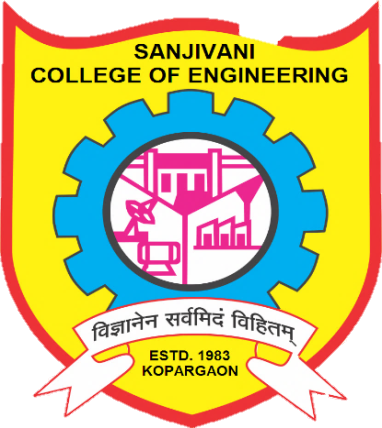 SANJIVANI
COLLEGE OF ENGINEERING
विज्ञानेन सर्वमिदं विहितम्
ESTD. 1983
KOPARGAON